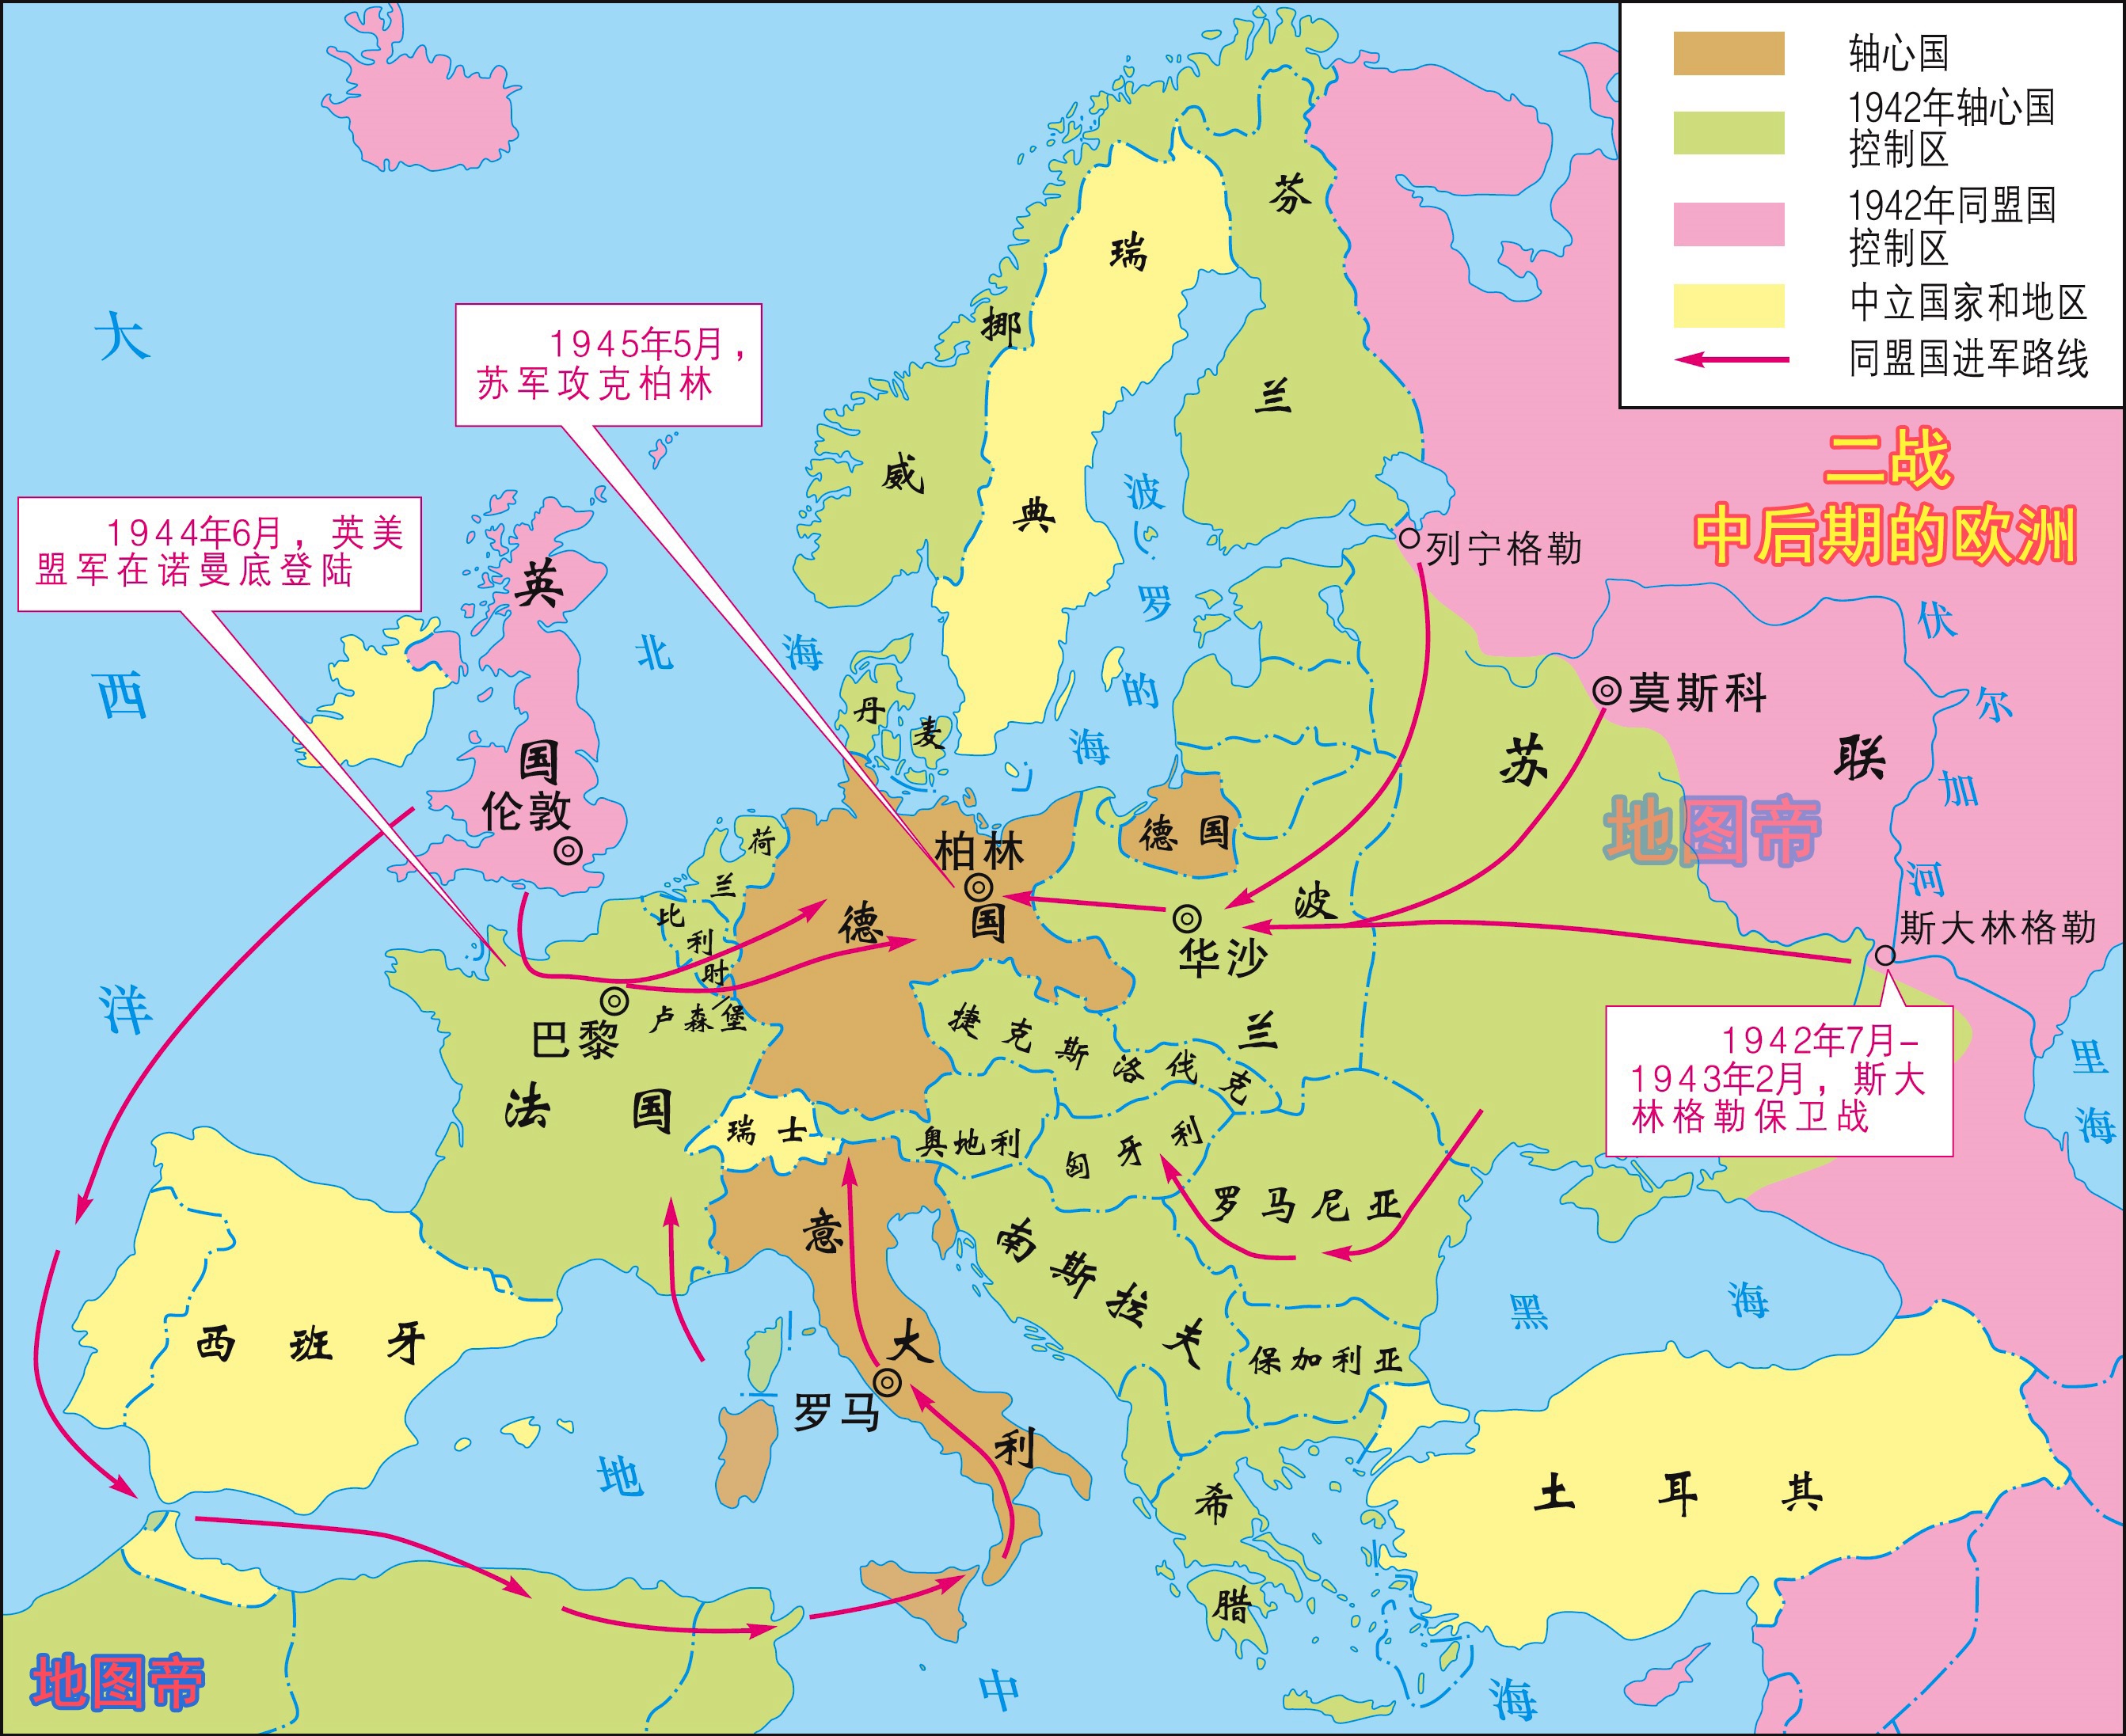 轴心国
1942年轴心国
控制区
1942年同盟国
控制区
中立国家和地区
同盟国进军路线
二战
中后期的欧洲
1945年5月，
苏军攻克柏林
1944年6月，英美
盟军在诺曼底登陆
1942年7月–
1943年2月，斯大
林格勒保卫战
大西洋
北海
波罗的海
伏尔加河
里海
黑海
地中海
挪威
瑞典
芬兰
英国
伦敦
丹麦
荷兰
比利时
卢森堡
巴黎
法国
德国
柏林
德国
波兰
华沙
列宁格勒
莫斯科
苏联
斯大林格勒
捷克斯洛伐克
瑞士
奥地利
匈牙利
罗马尼亚
意大利
罗马
南斯拉夫
保加利亚
西班牙
希腊
土耳其
地图帝
地图帝